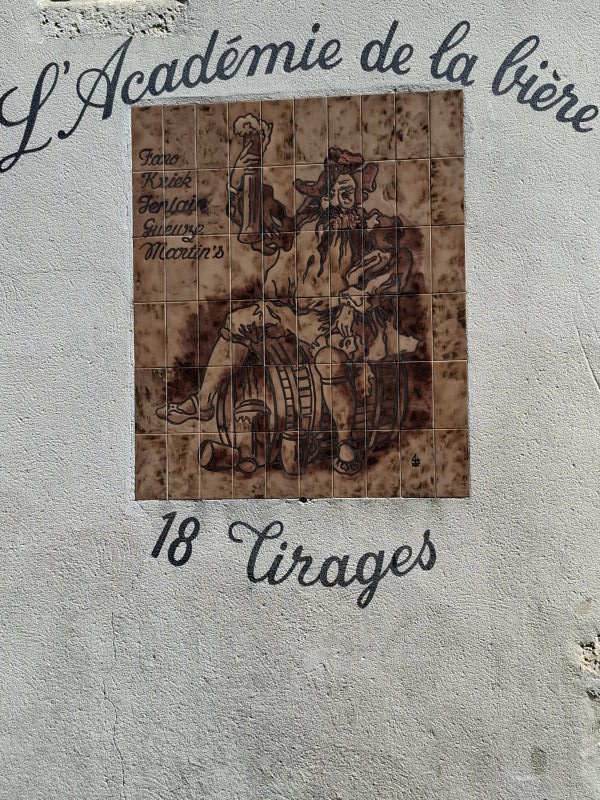 L'Académie de la bière
Faro
Kriek
Jenlain
Gueuze
Martin's
18 Tirages